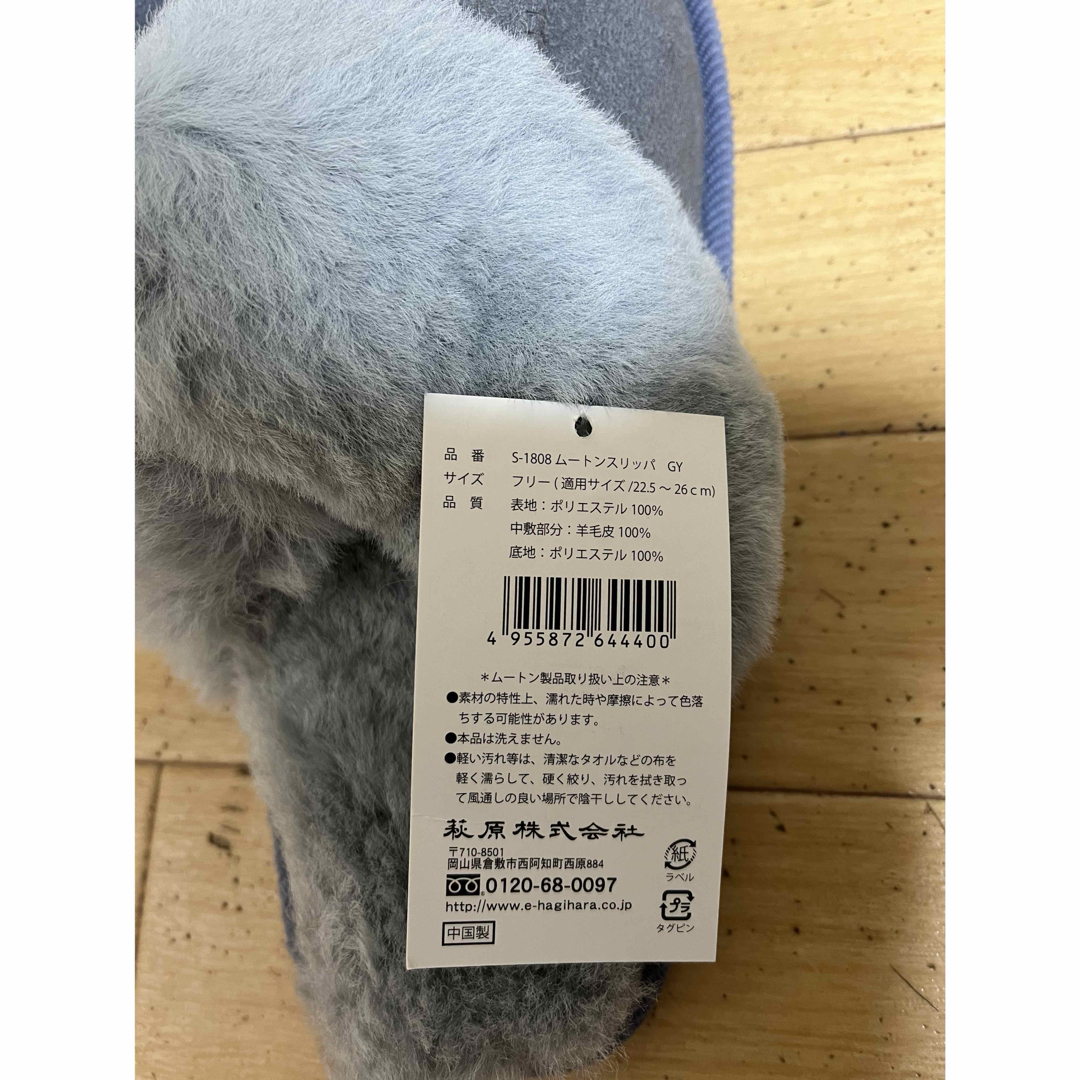 品　番　S-1808 ムートンスリッパ　GY
サイズ　フリー ( 適用サイズ /22.5 〜 26 c m)
品　質　表地：ポリエステル 100%
中敷部分：羊毛皮 100%
底地：ポリエステル 100%
4 955872 644400
＊ムートン製品取り扱い上の注意＊
●素材の特性上、濡れた時や摩擦によって色落
ちする可能性があります。
●本品は洗えません。
●軽い汚れ等は、清潔なタオルなどの布を
軽く濡らして、硬く絞り、汚れを拭き取っ
て風通しの良い場所で陰干ししてください。
萩原株式会社
〒710-8501
岡山県倉敷市西阿知町西原884
0120-68-0097
http://www.e-hagihara.co.jp
中国製
紙
ラベル
プラ
タグピン